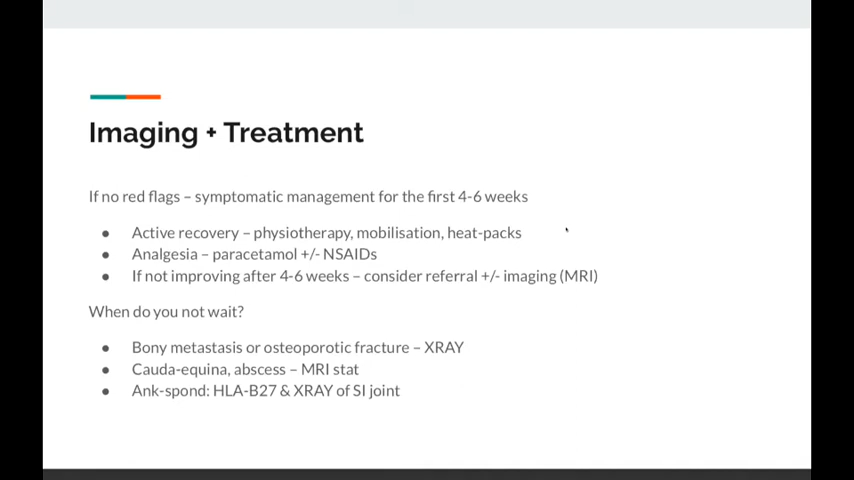 Imaging + Treatment
If no red flags – symptomatic management for the first 4-6 weeks
● Active recovery – physiotherapy, mobilisation, heat-packs
● Analgesia – paracetamol +/- NSAIDs
● If not improving after 4-6 weeks – consider referral +/- imaging (MRI)
When do you not wait?
● Bony metastasis or osteoporotic fracture – XRAY
● Cauda-equina, abscess – MRI stat
● Ank-spond: HLA-B27 & XRAY of SI joint